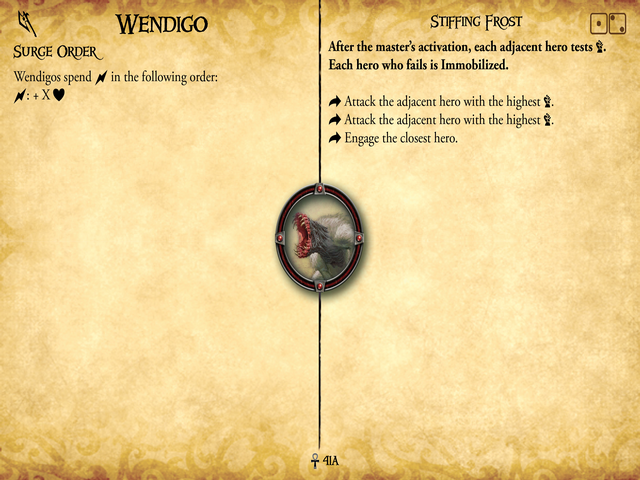 Wendigo
Surge Order
Wendigos spend in the following order:
: + X
Stiffing Frost
After the master's activation, each adjacent hero tests .
Each hero who fails is Immobilized.
Attack the adjacent hero with the highest .
Attack the adjacent hero with the highest .
Engage the closest hero.
41A